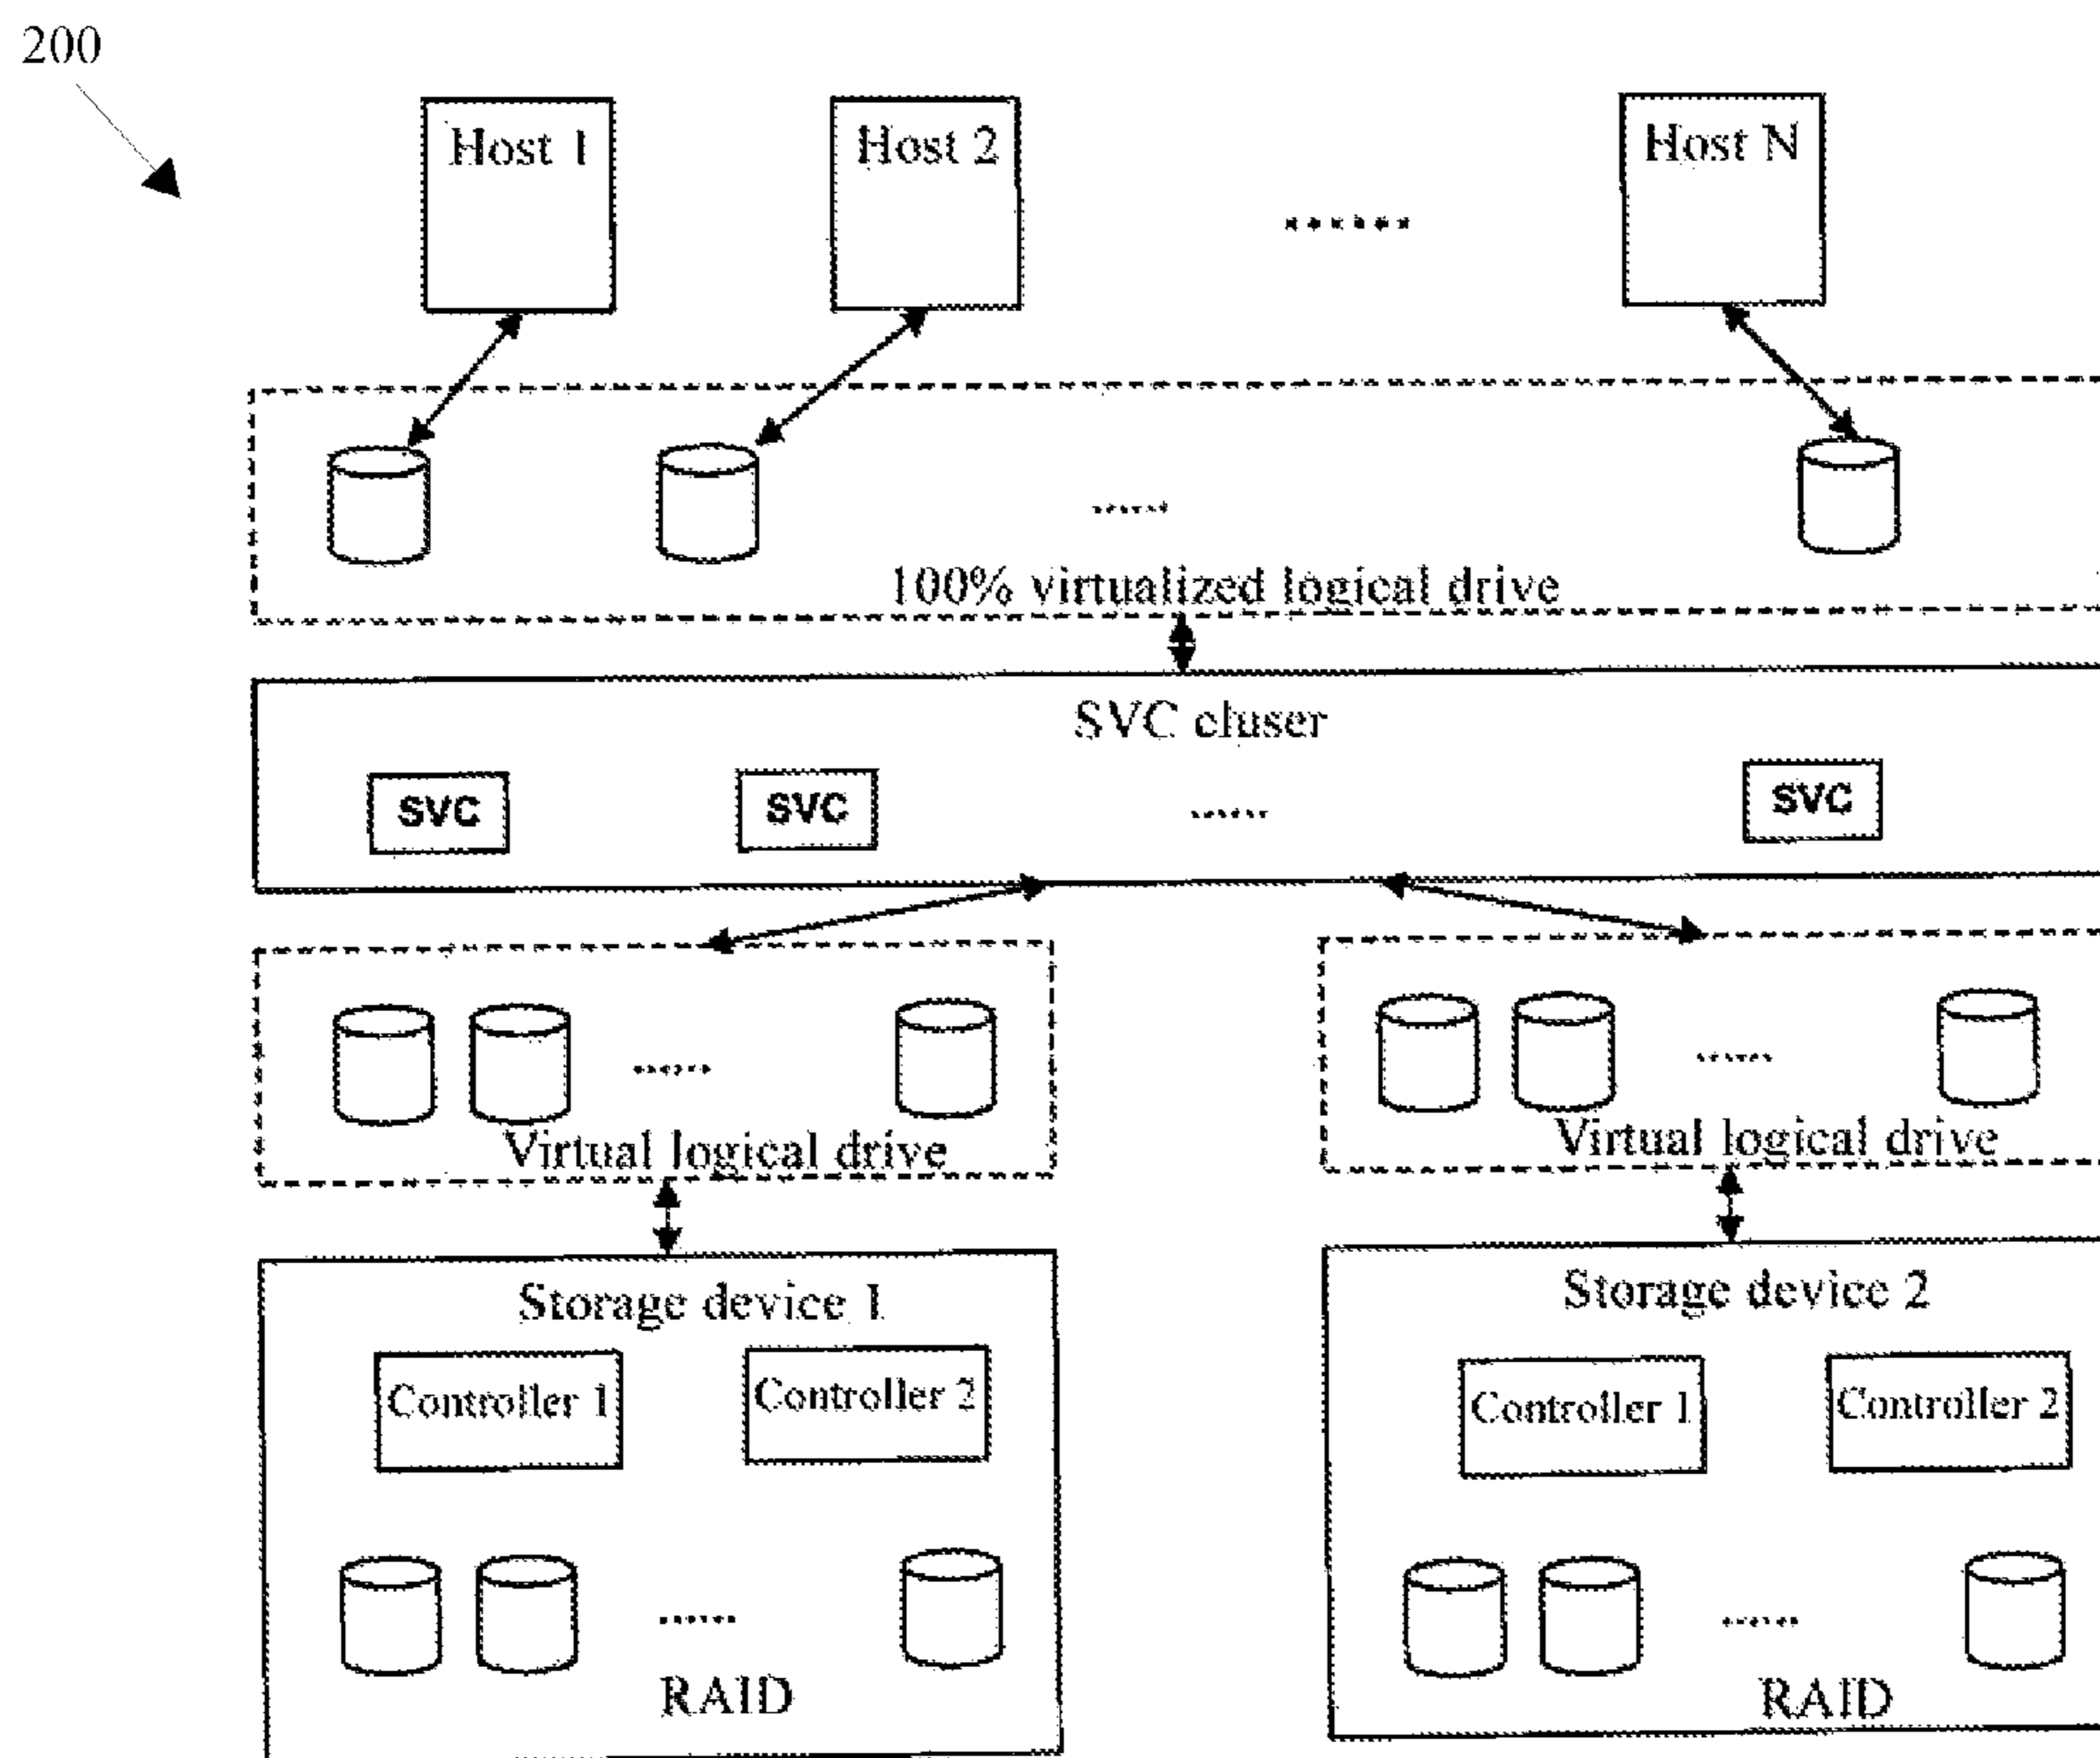 200
Host 1
Host 2
......
Host N
......
100% virtualized logical drive
SVC cluser
SVC
SVC
......
SVC
......
Virtual logical drive
......
Virtual logical drive
Storage device 1
Controller 1
Controller 2
......
RAID
Storage device 2
Controller 1
Controller 2
......
RAID